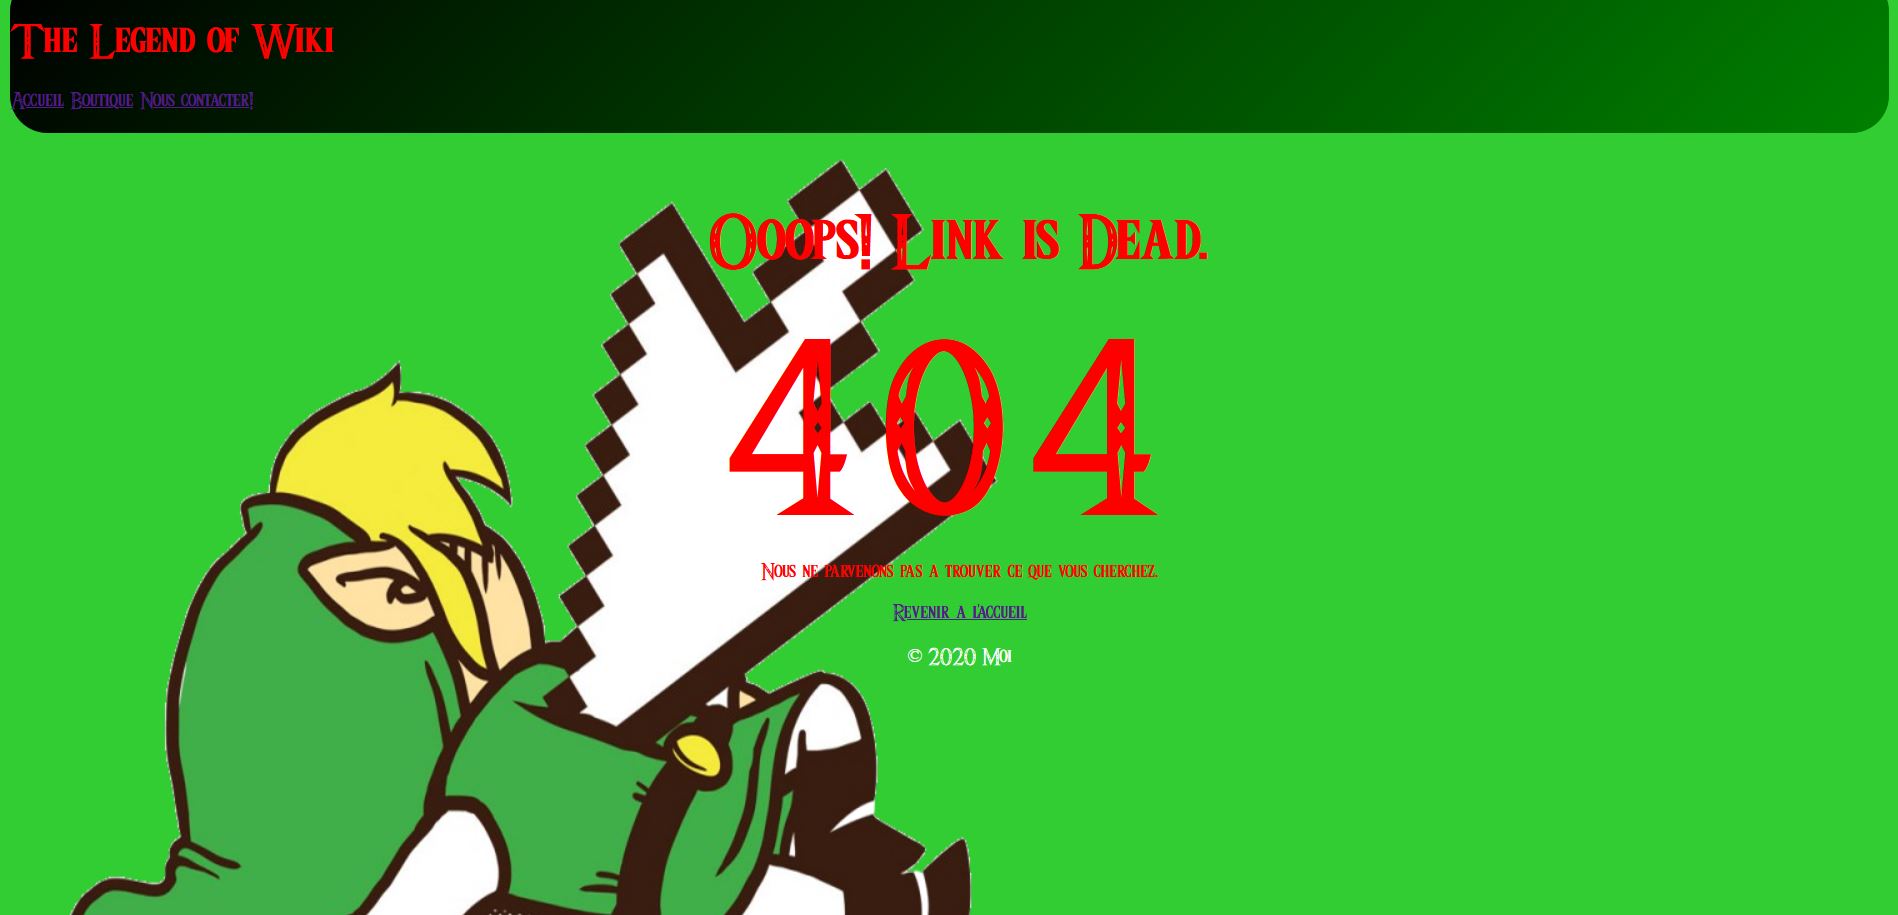 The Legend of Wiki
Accueil Boutique Nous contacter!
Ooops! Link is Dead.
404
Nous ne parvenons pas a trouver ce que vous cherchez.
Revenir a l'accueil
© 2020 Moi